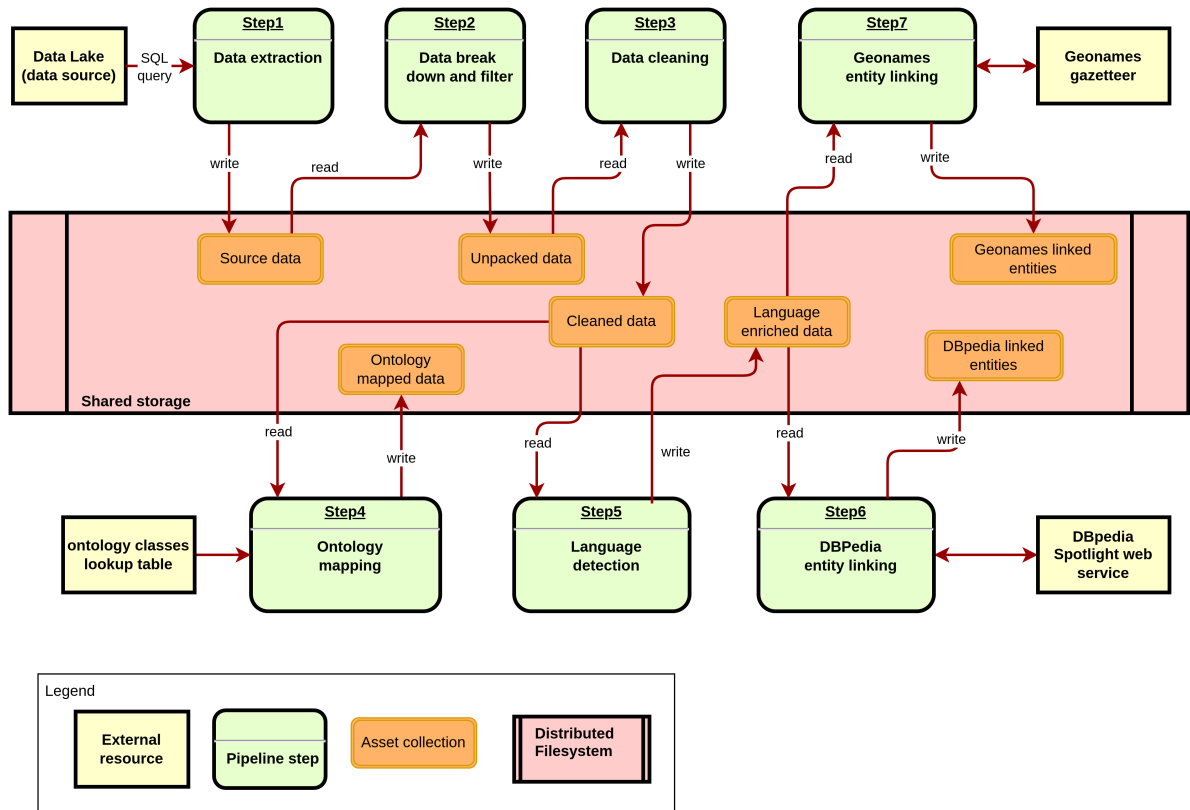 Step1
Data extraction
Step2
Data break
down and filter
Step3
Data cleaning
Step7
Geonames
entity linking
Data Lake
(data source)
SQL
query
Geonames
gazetteer
write
read
write
read
write
read
write
Source data
Unpacked data
Geonames linked
entities
Cleaned data
Language
enriched data
Ontology
mapped data
DBpedia linked
entities
Shared storage
read
write
read
write
read
write
Step4
Ontology
mapping
Step5
Language
detection
Step6
DBPedia
entity linking
ontology classes
lookup table
DBpedia
Spotlight web
service
Legend
External
resource
Pipeline step
Asset collection
Distributed
Filesystem